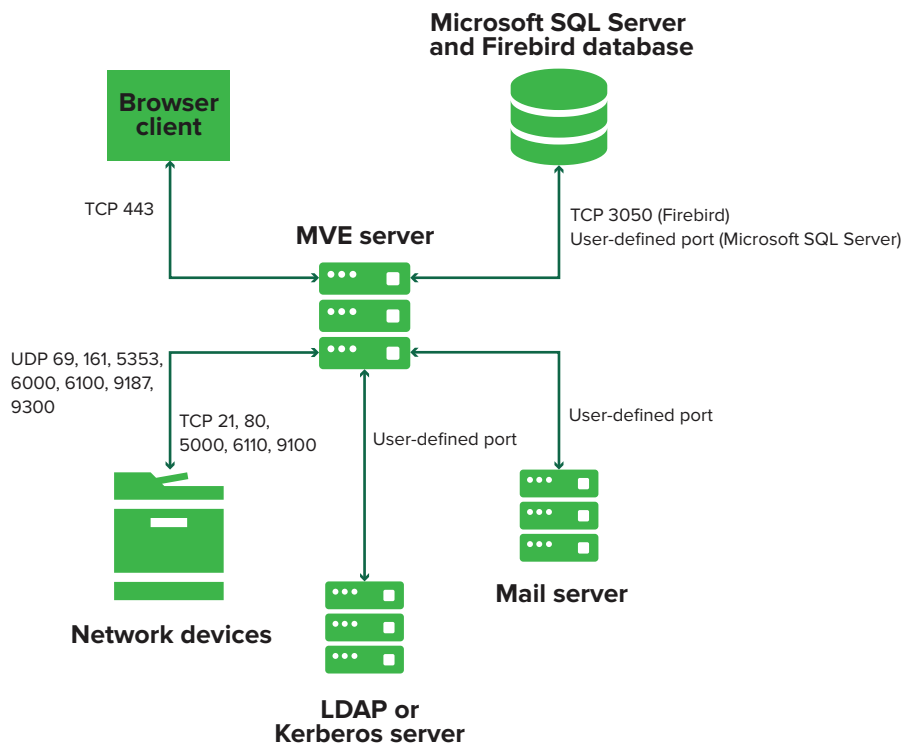 Microsoft SQL Server
and Firebird database
Browser
client
TCP 443
TCP 3050 (Firebird)
User-defined port (Microsoft SQL Server)
MVE server
UDP 69, 161, 5353,
6000, 6100, 9187,
9300
TCP 21, 80,
5000, 6110, 9100
User-defined port
User-defined port
Network devices
Mail server
LDAP or
Kerberos server